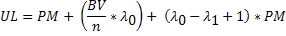 UL = PM + (BV/n * λ₀) + (λ₀ − λ₁ + 1) * PM